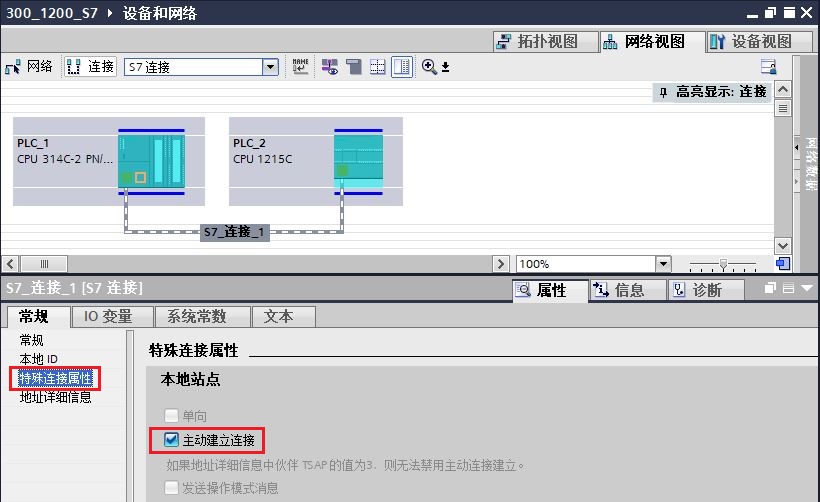 300_1200_S7 ▸ 设备和网络
拓扑视图 网络视图 设备视图
网络 连接 S7 连接
高亮显示: 连接
PLC_1
CPU 314C-2 PN/...
PLC_2
CPU 1215C
S7_连接_1
网络数据
100%
S7_连接_1 [S7 连接]
属性 信息 诊断
常规 IO 变量 系统常数 文本
常规
本地 ID
特殊连接属性
地址详细信息
特殊连接属性
本地站点
单向
主动建立连接
如果地址详细信息中伙伴 TSAP 的值为3，则无法禁用主动连接建立。
发送操作模式消息